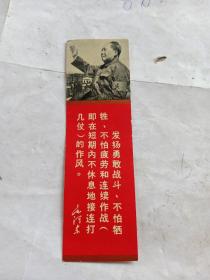 发扬勇敢战斗、不怕牺
牲、不怕疲劳和连续作战（
即在短期内不休息地接连打
几仗）的作风。
毛泽东